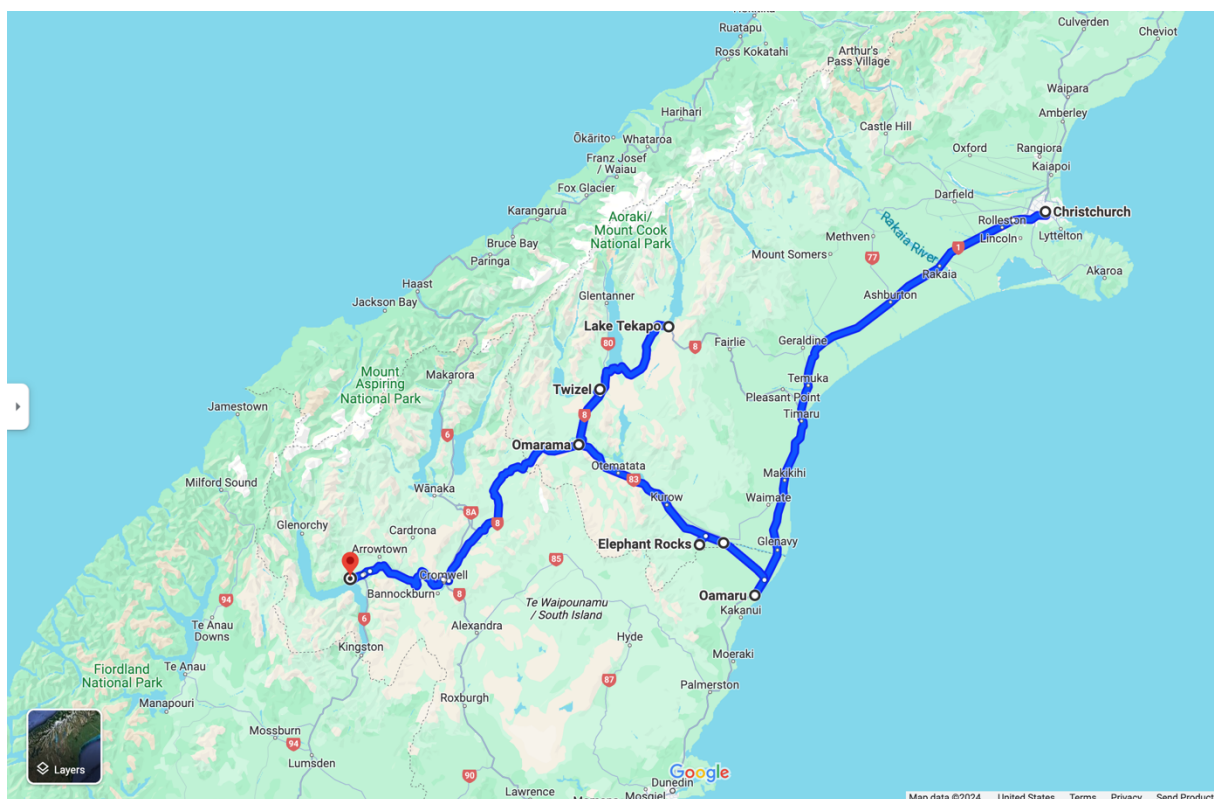 Culverden
Cheviot
Ruatapu
Ross Kokatahi
Arthur's
Pass Village
Waipara
Amberley
Harihari
Castle Hill
Ōkārito
Whataroa
Oxford
Rangiora
Kaiapoi
Franz Josef
/ Waiau
Fox Glacier
Darfield
Karangarua
Aoraki/
Mount Cook
National Park
Christchurch
Rakaia River
Rolleston
Lincoln
Lyttelton
Methven
1
77
Bruce Bay
Paringa
Mount Somers
Rakaia
Akaroa
Haast
Jackson Bay
Glentanner
Ashburton
Lake Tekapo
80
8
Fairlie
Geraldine
Mount
Aspiring
National Park
Makarora
Twizel
Temuka
Pleasant Point
Timaru
Jamestown
6
8
Omarama
Otematata
83
Makikihi
Milford Sound
Wānaka
Kurow
Waimate
8A
8
Glenorchy
Cardrona
Elephant Rocks
Glenavy
Arrowtown
85
Cromwell
Bannockburn
8
Oamaru
Kakanui
94
6
Te Waipounamu
/ South Island
Te Anau
Downs
Alexandra
Hyde
Kingston
Moeraki
Fiordland
National Park
Te Anau
87
Palmerston
Manapouri
Roxburgh
Mossburn
94
Lumsden
Layers
90
Google
Dunedin
Mosgiel
Lawrence
Map data ©2024
United States
Terms
Privacy
Send Product